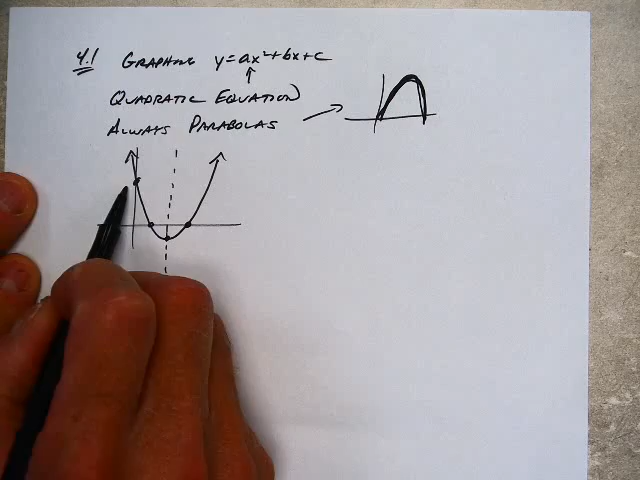 4.1 GRAPHING y=ax²+bx+c
QUADRATIC EQUATION
ALWAYS PARABOLAS